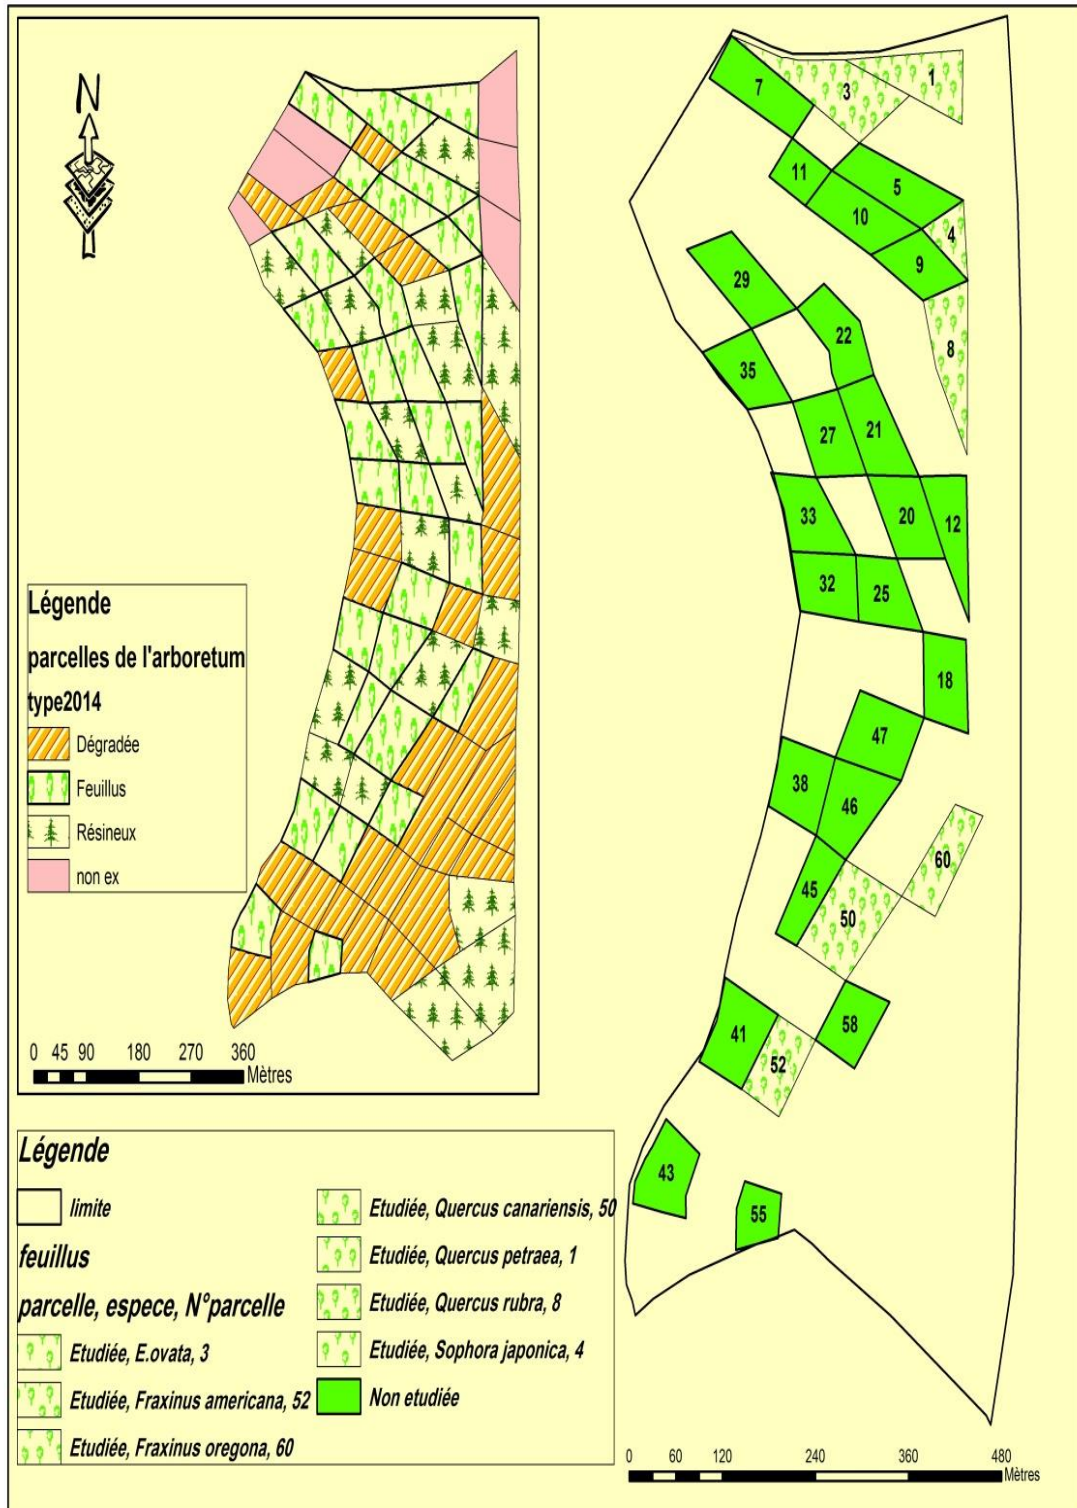 N
Légende
parcelles de l'arboretum
type2014
Dégradée
Feuillus
Résineux
non ex
0 45 90 180 270 360
Mètres
7
3
1
11
5
10
4
9
29
22
8
35
27
21
33
20
12
32
25
18
47
38
46
60
45
50
41
58
52
43
55
Légende
limite
feuillus
parcelle, espece, N°parcelle
Etudiée, E.ovata, 3
Etudiée, Fraxinus americana, 52
Etudiée, Fraxinus oregona, 60
Etudiée, Quercus canariensis, 50
Etudiée, Quercus petraea, 1
Etudiée, Quercus rubra, 8
Etudiée, Sophora japonica, 4
Non etudiée
0 60 120 240 360 480
Mètres